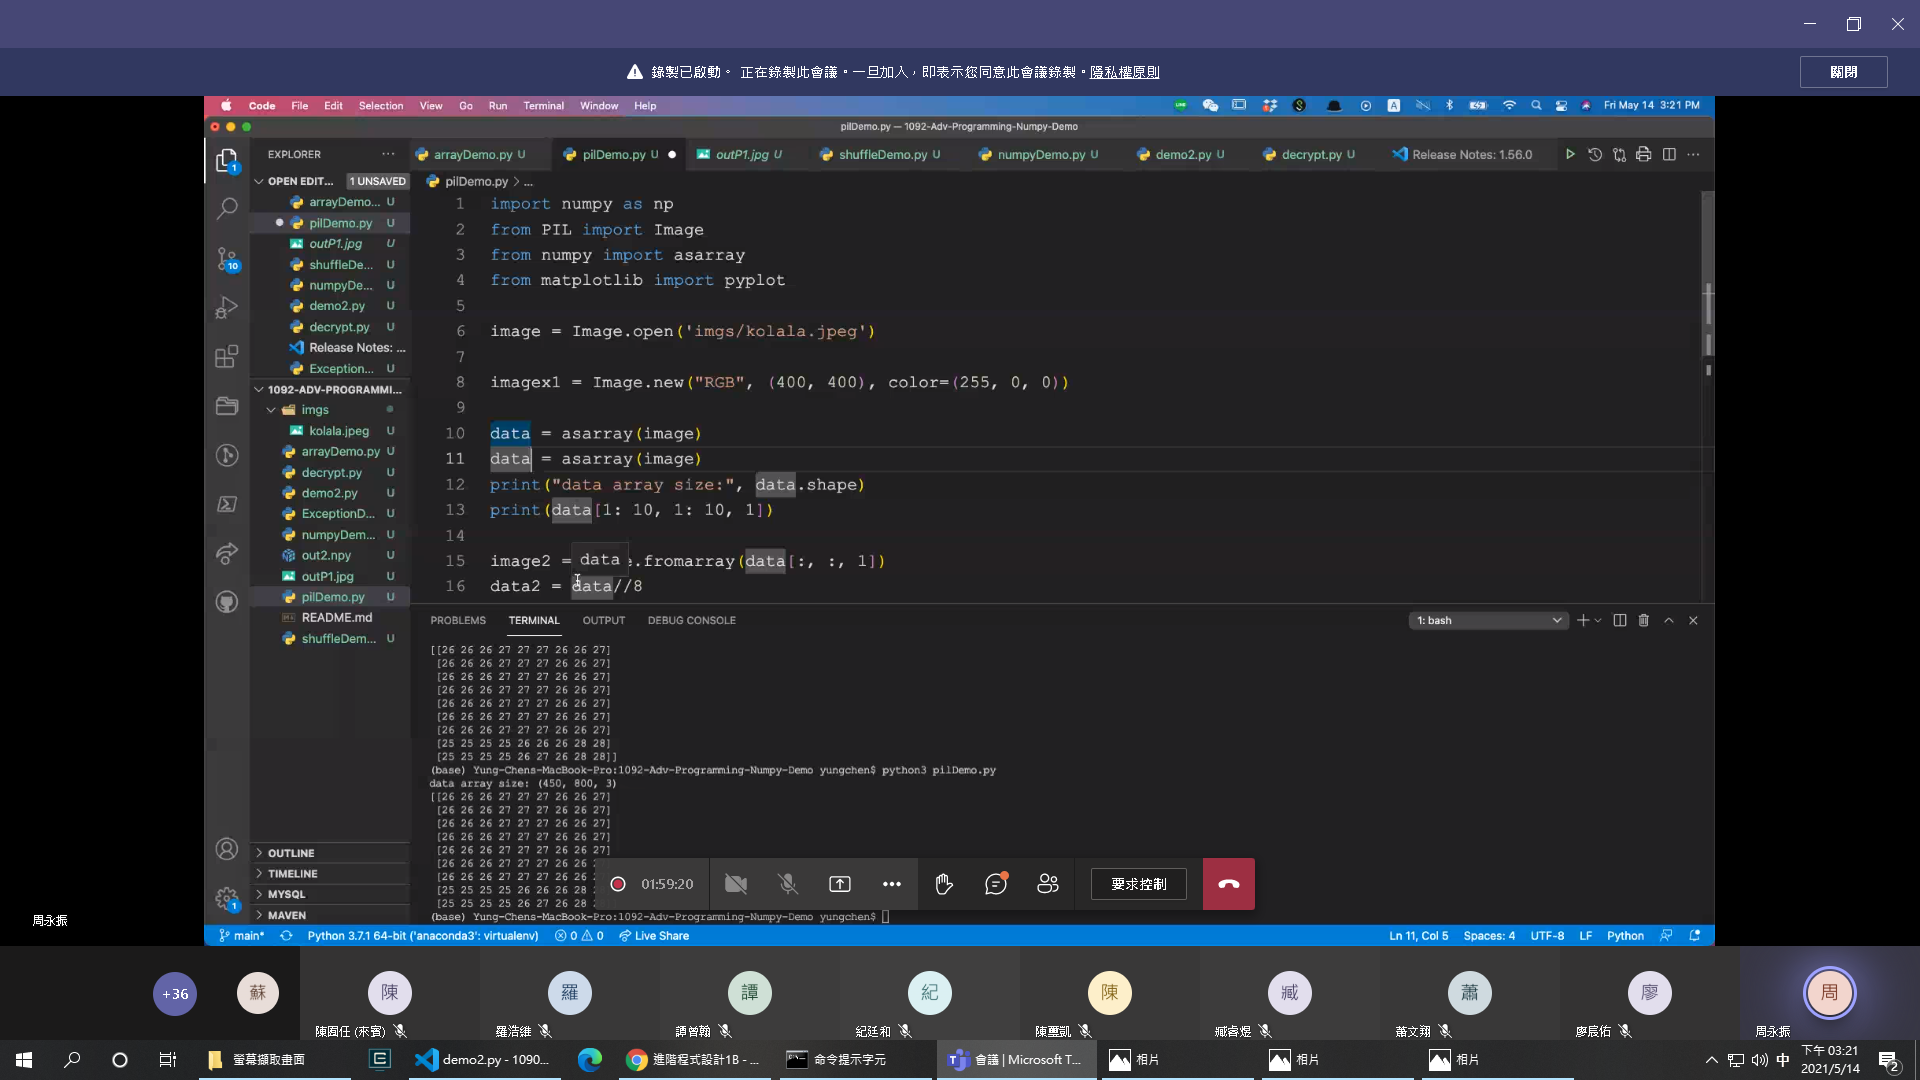 錄製已啟動。 正在錄製此會議。一旦加入，即表示您同意此會議錄製。隱私權原則
關閉
Code File Edit Selection View Go Run Terminal Window Help
Fri May 14 3:21 PM
pilDemo.py — 1092-Adv-Programming-Numpy-Demo
EXPLORER
arrayDemo.py U
pilDemo.py U
outP1.jpg U
shuffleDemo.py U
numpyDemo.py U
demo2.py U
decrypt.py U
Release Notes: 1.56.0
OPEN EDIT... 1 UNSAVED
arrayDemo... U
pilDemo.py U
outP1.jpg U
shuffleDe... U
numpyDe... U
demo2.py U
decrypt.py U
Release Notes: ...
Exception... U
1092-ADV-PROGRAMMI...
imgs
kolala.jpeg U
arrayDemo.py U
decrypt.py U
demo2.py U
ExceptionD... U
numpyDem... U
out2.npy U
outP1.jpg U
pilDemo.py U
README.md
shuffleDem... U
OUTLINE
TIMELINE
MYSQL
MAVEN
1
10
1
pilDemo.py > ...
1 import numpy as np
2 from PIL import Image
3 from numpy import asarray
4 from matplotlib import pyplot
5
6 image = Image.open('imgs/kolala.jpeg')
7
8 imagex1 = Image.new("RGB", (400, 400), color=(255, 0, 0))
9
10 data = asarray(image)
11 data = asarray(image)
12 print("data array size:", data.shape)
13 print(data[1: 10, 1: 10, 1])
14
15 image2 = data e.fromarray(data[:, :, 1])
16 data2 = data//8
PROBLEMS TERMINAL OUTPUT DEBUG CONSOLE
1: bash
[[26 26 26 27 27 27 26 26 27]
[26 26 26 27 27 27 26 26 27]
[26 26 26 27 27 27 26 26 27]
[26 26 26 27 27 27 26 26 27]
[26 26 26 27 27 27 26 26 27]
[26 26 26 27 27 27 26 26 27]
[26 26 26 27 27 27 26 26 27]
[25 25 25 25 26 26 26 28 28]
[25 25 25 25 26 27 26 28 28]]
(base) Yung-Chens-MacBook-Pro:1092-Adv-Programming-Numpy-Demo yungchen$ python3 pilDemo.py
data array size: (450, 800, 3)
[[26 26 26 27 27 27 26 26 27]
[26 26 26 27 27 27 26 26 27]
[26 26 26 27 27 27 26 26 27]
[26 26 26 27 27 27 26 26 27]
[26 26 26 27 27 27 26 26 27]
[26 26 26 27 27 27 26 26
[26 26 26 27 27 27 26 26
[25 25 25 25 26 26 26 28
[25 25 25 25 26 27 26 28
(base) Yung-Chens-MacBook-Pro:1092-Adv-Programming-Numpy-Demo yungchen$
01:59:20
要求控制
周永振
main* Python 3.7.1 64-bit ('anaconda3': virtualenv) 0 0 Live Share
Ln 11, Col 5 Spaces: 4 UTF-8 LF Python
+36 蘇 陳 羅 譚 紀 陳 臧 蕭 廖 周
陳囿任 (來賓) 羅浩維 譚曾翰 紀廷和 臧睿煜 蕭文翔 廖宸佑 周永振
螢幕擷取畫面
demo2.py - 1090...
進階程式設計1B - ...
命令提示字元
會議 | Microsoft T...
相片
相片
相片
中
下午 03:21
2021/5/14
2